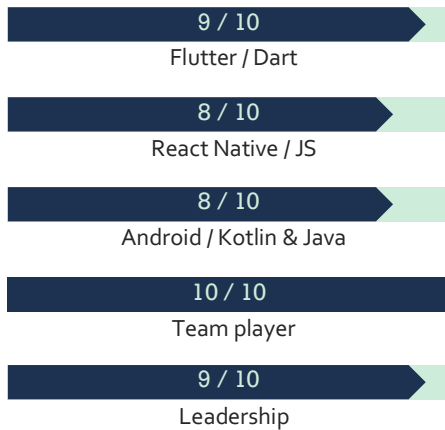 9 / 10
Flutter / Dart
8 / 10
React Native / JS
8 / 10
Android / Kotlin & Java
10 / 10
Team player
9 / 10
Leadership